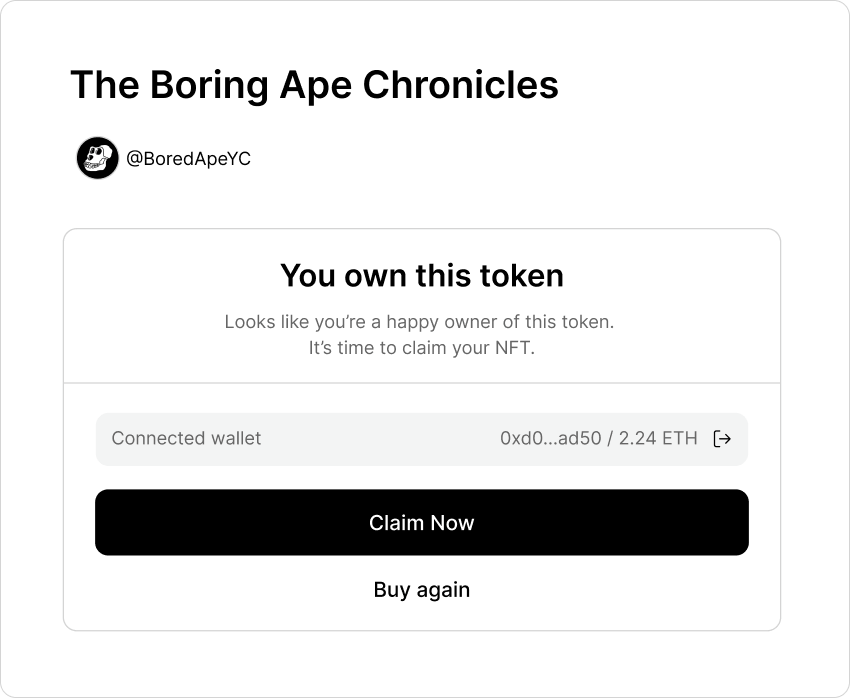 The Boring Ape Chronicles
@BoredApeYC
You own this token
Looks like you’re a happy owner of this token.
It’s time to claim your NFT.
Connected wallet 0xd0...ad50 / 2.24 ETH
Claim Now
Buy again